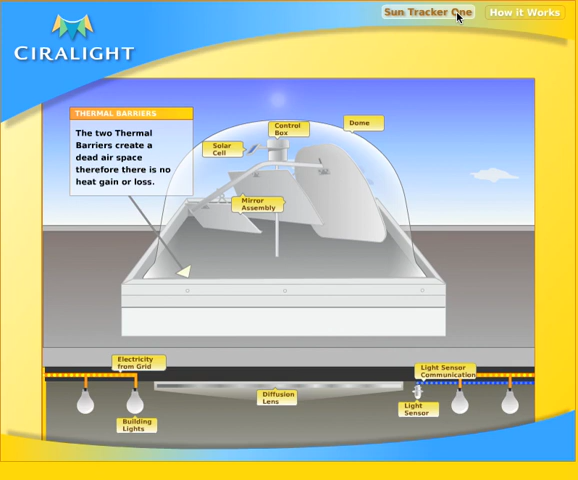 Sun Tracker One
How it Works
CIRALIGHT
THERMAL BARRIERS
The two Thermal
Barriers create a
dead air space
therefore there is no
heat gain or loss.
Control
Box
Dome
Solar
Cell
Mirror
Assembly
Electricity
from Grid
Light Sensor
Communication
Diffusion
Lens
Light
Sensor
Building
Lights